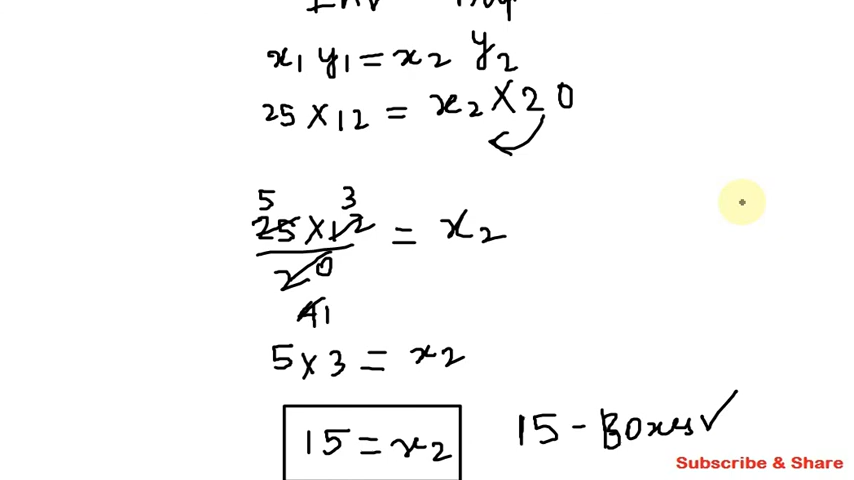 x₁ y₁ = x₂ y₂
25 × 12 = x₂ × 20
5 3
25 × 12 = x₂
20
4 1
5 × 3 = x₂
15 = x₂ 15 - Boxes ✓
Subscribe & Share